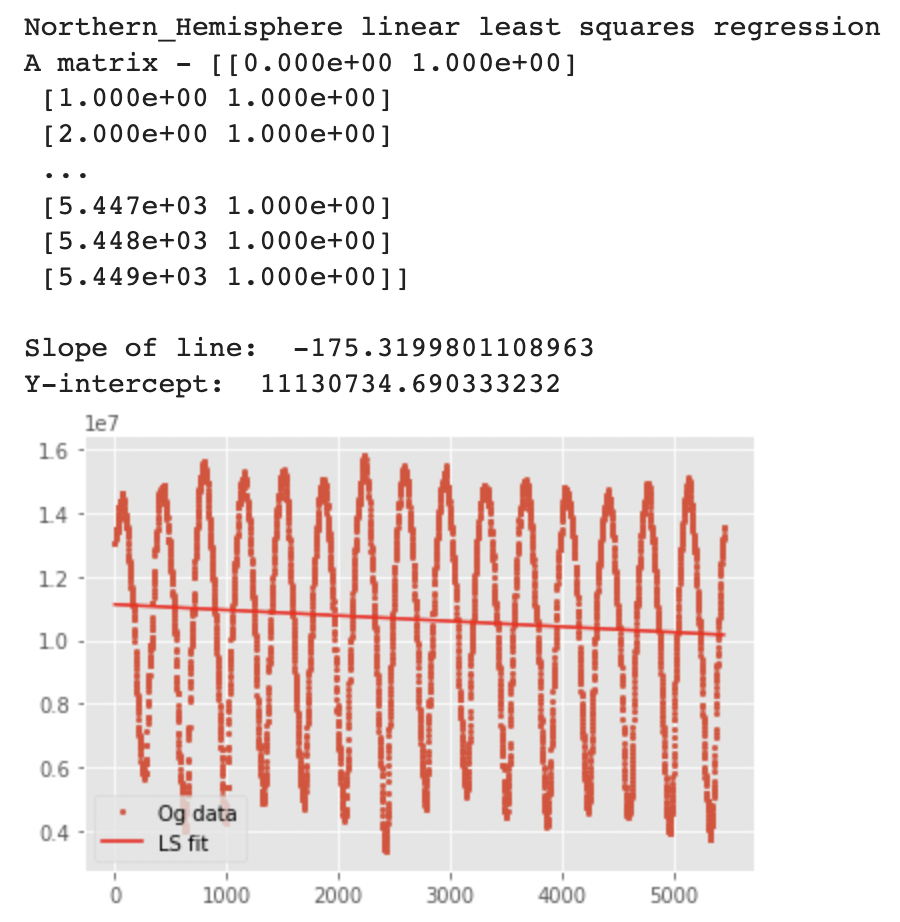 Northern_Hemisphere linear least squares regression
A matrix - [[0.000e+00 1.000e+00]
[1.000e+00 1.000e+00]
[2.000e+00 1.000e+00]
...
[5.447e+03 1.000e+00]
[5.448e+03 1.000e+00]
[5.449e+03 1.000e+00]]
Slope of line:  -175.3199801108963
Y-intercept:  11130734.690333232
1e7
1.6
1.4
1.2
1.0
0.8
0.6
0.4
Og data
LS fit
0 1000 2000 3000 4000 5000